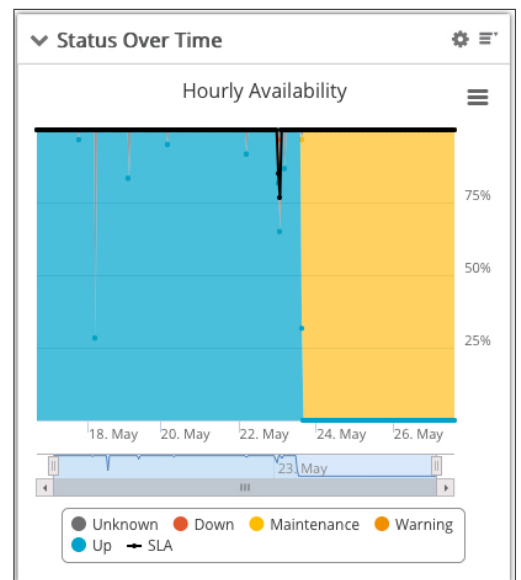 Status Over Time
Hourly Availability
75%
50%
25%
18. May 20. May 22. May 24. May 26. May
23. May
Unknown Down Maintenance Warning
Up SLA